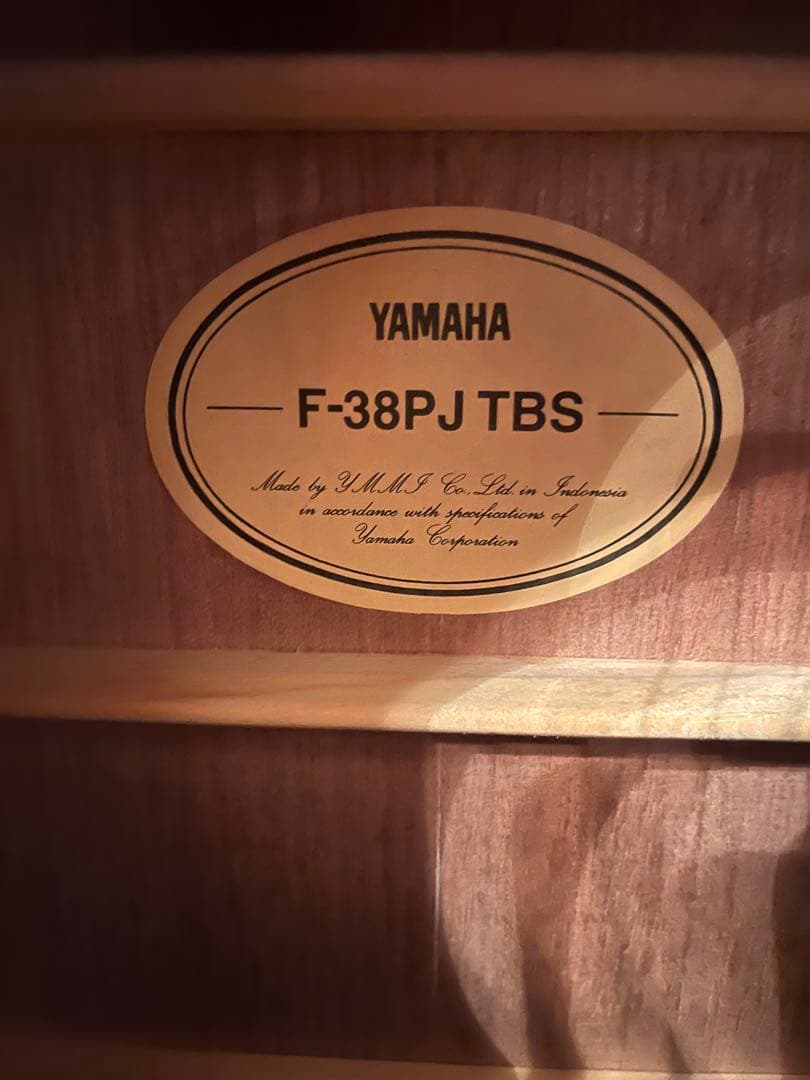 YAMAHA
F-38PJ TBS
Made by YMMI Co., Ltd. in Indonesia
in accordance with specifications of
Yamaha Corporation